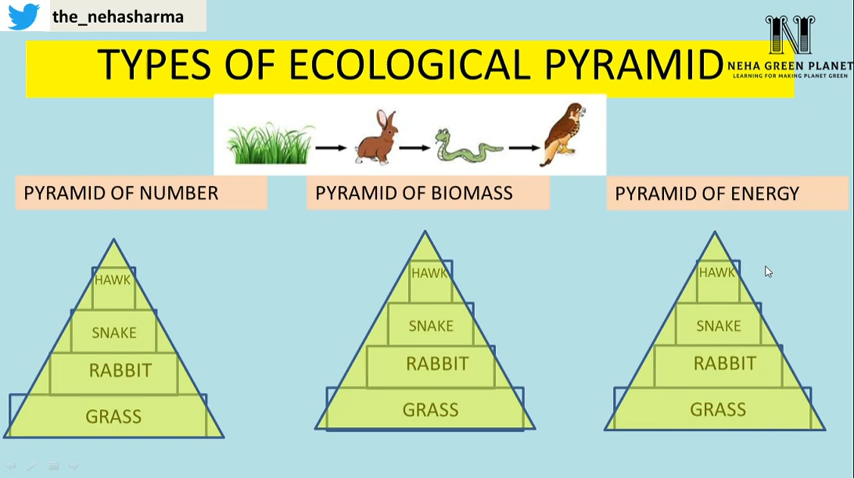 the_nehasharma
TYPES OF ECOLOGICAL PYRAMID
NEHA GREEN PLANET
LEARNING FOR MAKING PLANET GREEN
PYRAMID OF NUMBER
PYRAMID OF BIOMASS
PYRAMID OF ENERGY
HAWK
SNAKE
RABBIT
GRASS
HAWK
SNAKE
RABBIT
GRASS
HAWK
SNAKE
RABBIT
GRASS